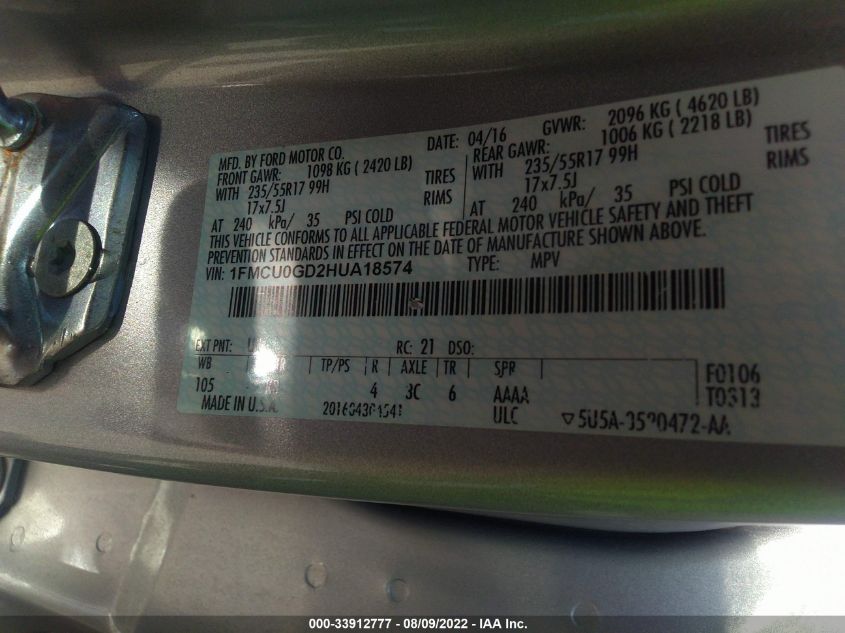 MFD. BY FORD MOTOR CO. DATE: 04/16 GVWR: 2096 KG ( 4620 LB)
FRONT GAWR: 1098 KG ( 2420 LB) REAR GAWR: 1006 KG ( 2218 LB)
WITH 235/55R17 99H TIRES WITH 235/55R17 99H TIRES
17x7.5J RIMS 17x7.5J RIMS
AT 240 kPa/ 35 PSI COLD AT 240 kPa/ 35 PSI COLD
THIS VEHICLE CONFORMS TO ALL APPLICABLE FEDERAL MOTOR VEHICLE SAFETY AND THEFT
PREVENTION STANDARDS IN EFFECT ON THE DATE OF MANUFACTURE SHOWN ABOVE.
VIN: 1FMCU0GD2HUA18574 TYPE: MPV
EXT PNT: RC: 21 DSO:
WB TP/PS R AXLE TR SPR
105 4 3C 6 AAAA F0106
MADE IN U.S.A. ULC T0313
000-33912777 - 08/09/2022 - IAA Inc.